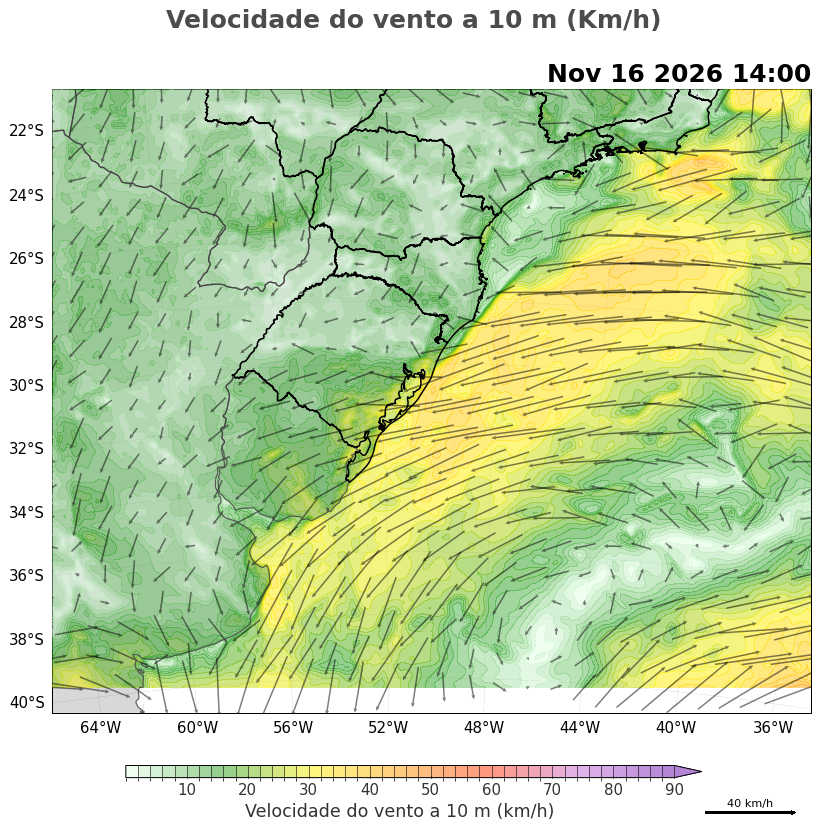 Velocidade do vento a 10 m (Km/h)
Nov 16 2026 14:00
22°S
24°S
26°S
28°S
30°S
32°S
34°S
36°S
38°S
40°S
64°W 60°W 56°W 52°W 48°W 44°W 40°W 36°W
10 20 30 40 50 60 70 80 90
Velocidade do vento a 10 m (km/h)
40 km/h